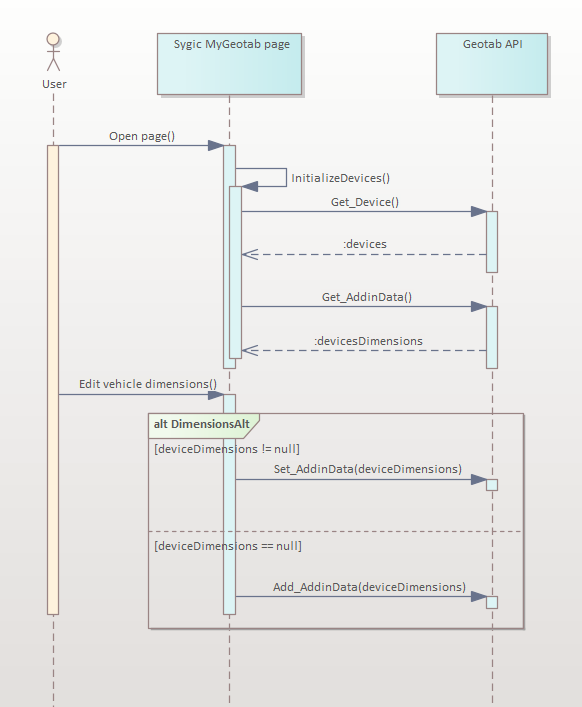 Sygic MyGeotab page
Geotab API
User
Open page()
InitializeDevices()
Get_Device()
:devices
Get_AddinData()
:devicesDimensions
Edit vehicle dimensions()
alt DimensionsAlt
[deviceDimensions != null]
Set_AddinData(deviceDimensions)
[deviceDimensions == null]
Add_AddinData(deviceDimensions)